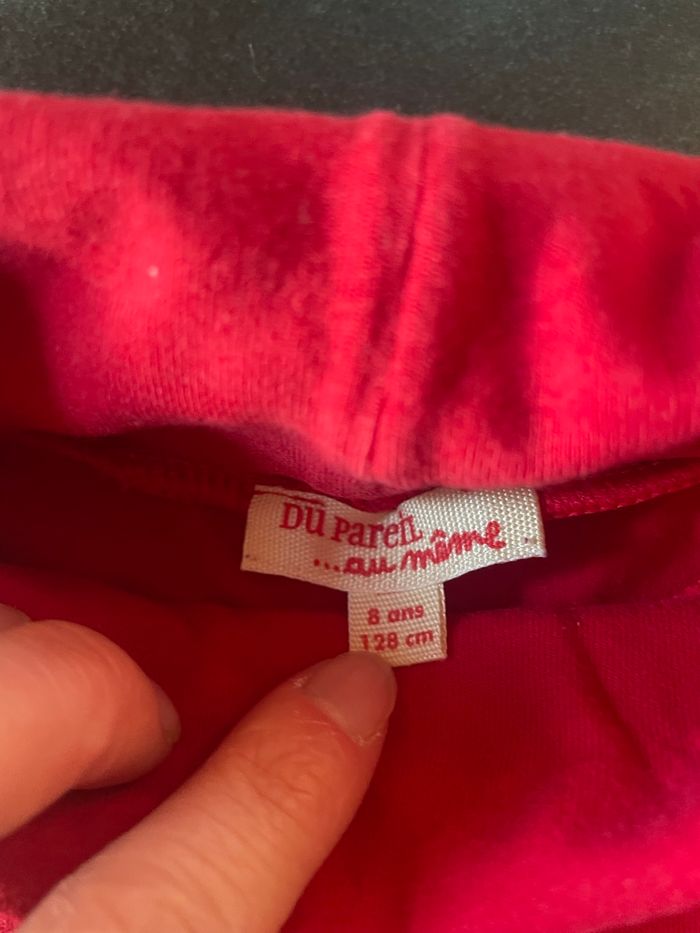 DU PAREIL
...au même
8 ans
128 cm